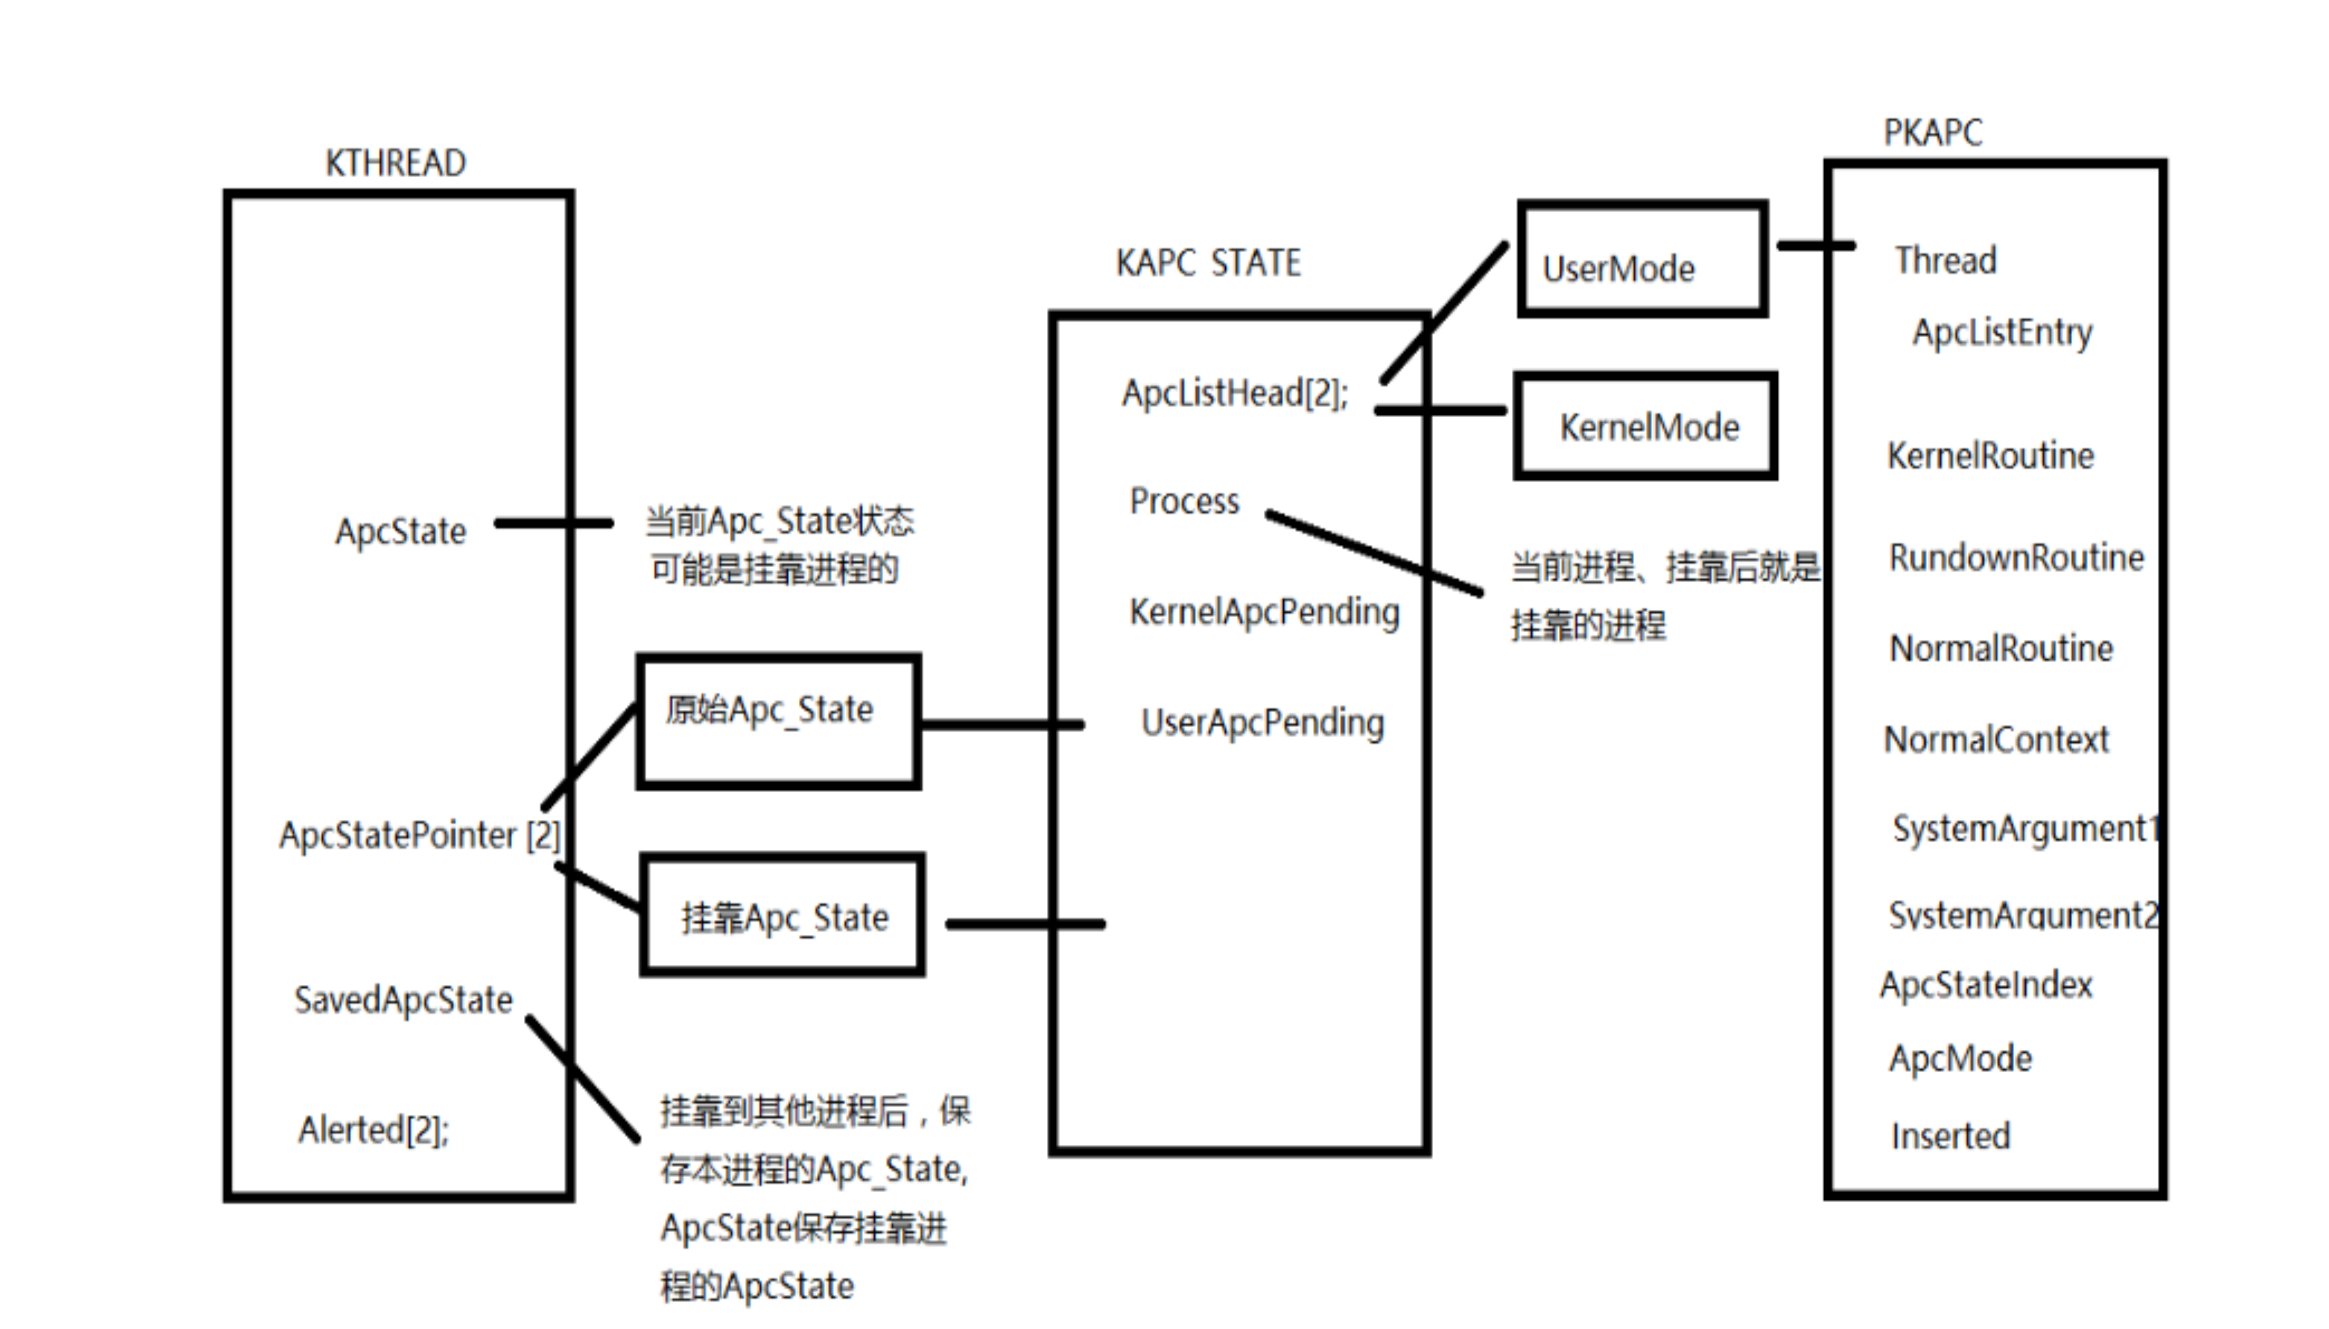 KTHREAD
ApcState
当前Apc_State状态
可能是挂靠进程的
原始Apc_State
ApcStatePointer [2]
挂靠Apc_State
SavedApcState
Alerted[2];
挂靠到其他进程后，保
存本进程的Apc_State,
ApcState保存挂靠进
程的ApcState
KAPC STATE
ApcListHead[2];
Process
KernelApcPending
UserApcPending
UserMode
KernelMode
当前进程、挂靠后就是
挂靠的进程
PKAPC
Thread
ApcListEntry
KernelRoutine
RundownRoutine
NormalRoutine
NormalContext
SystemArgument1
SystemArgument2
ApcStateIndex
ApcMode
Inserted